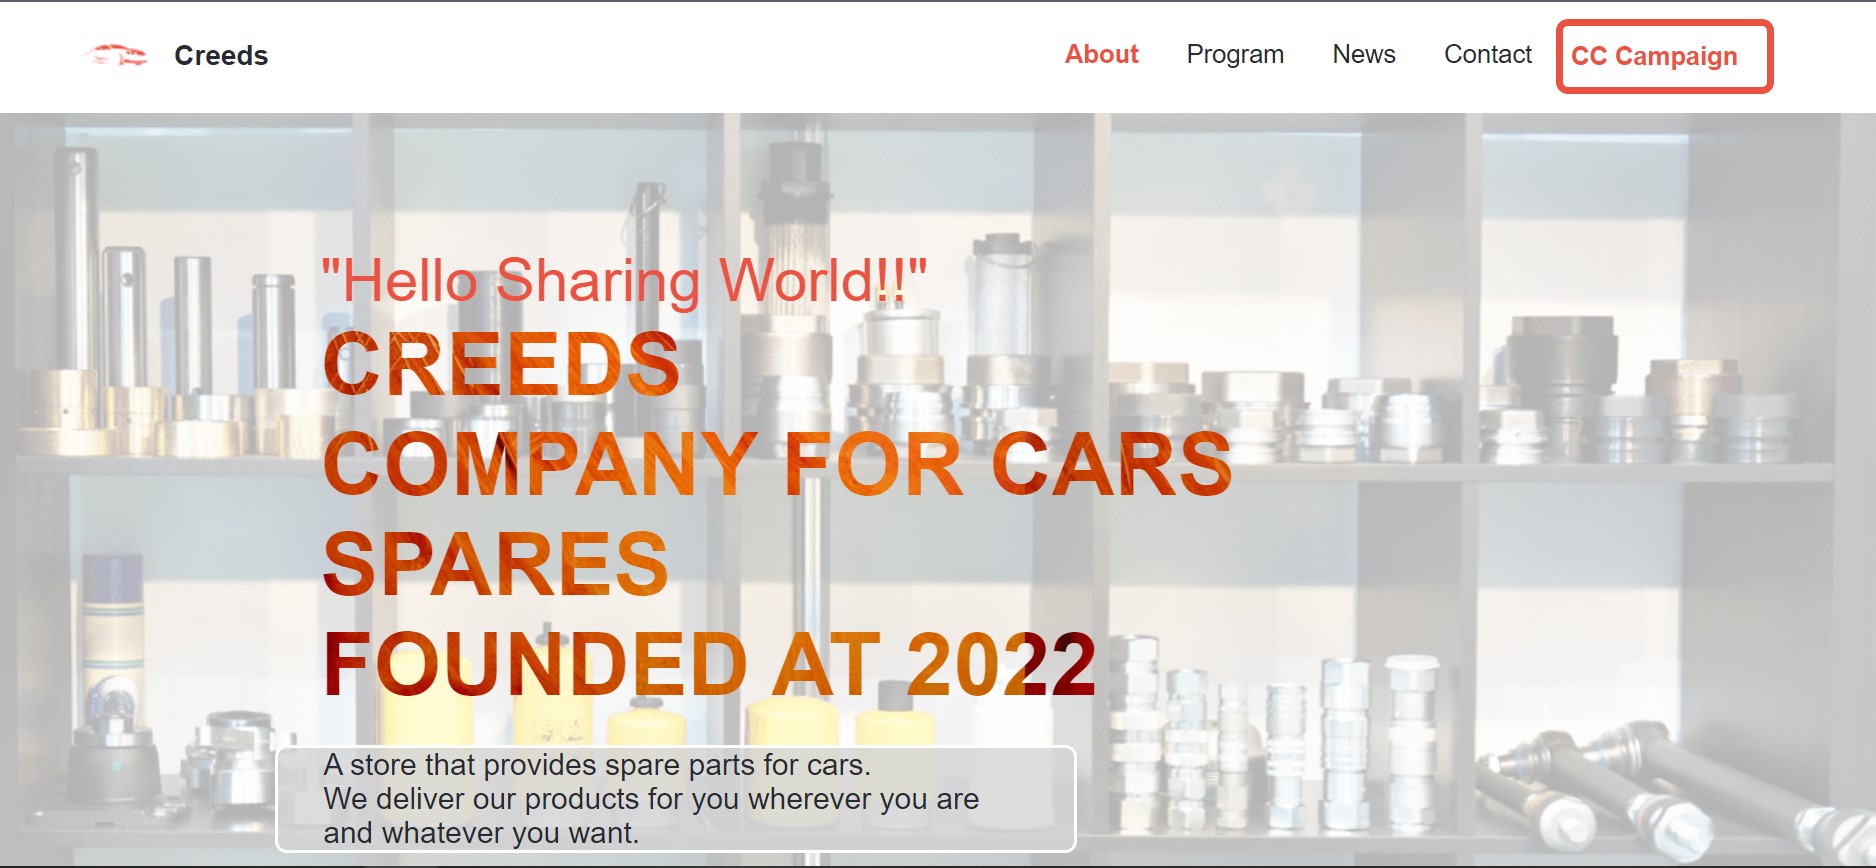 Creeds
About
Program
News
Contact
CC Campaign
"Hello Sharing World!!"
CREEDS
COMPANY FOR CARS
SPARES
FOUNDED AT 2022
A store that provides spare parts for cars.
We deliver our products for you wherever you are
and whatever you want.